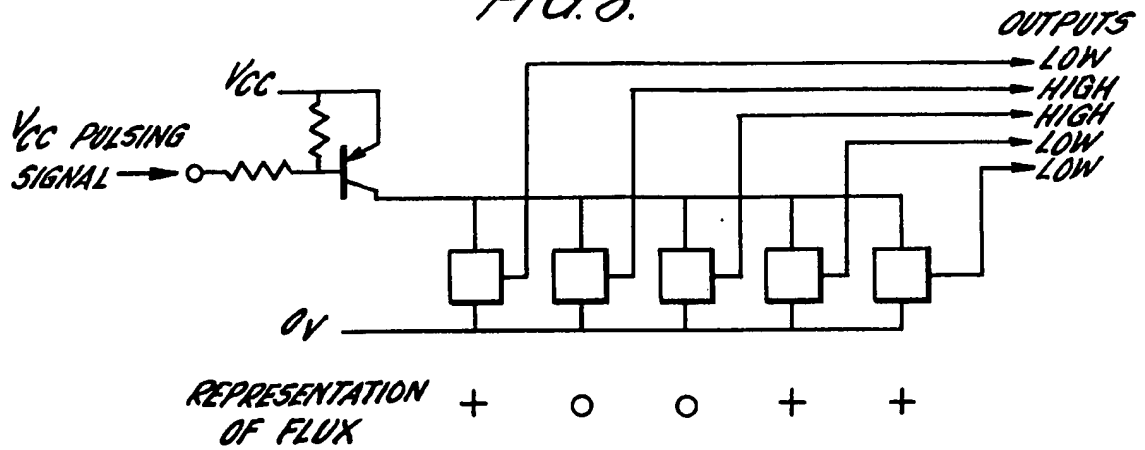 FIG. 8.
OUTPUTS
LOW
HIGH
HIGH
LOW
LOW
VCC
VCC PULSING
SIGNAL
0V
REPRESENTATION
OF FLUX
+ O O + +